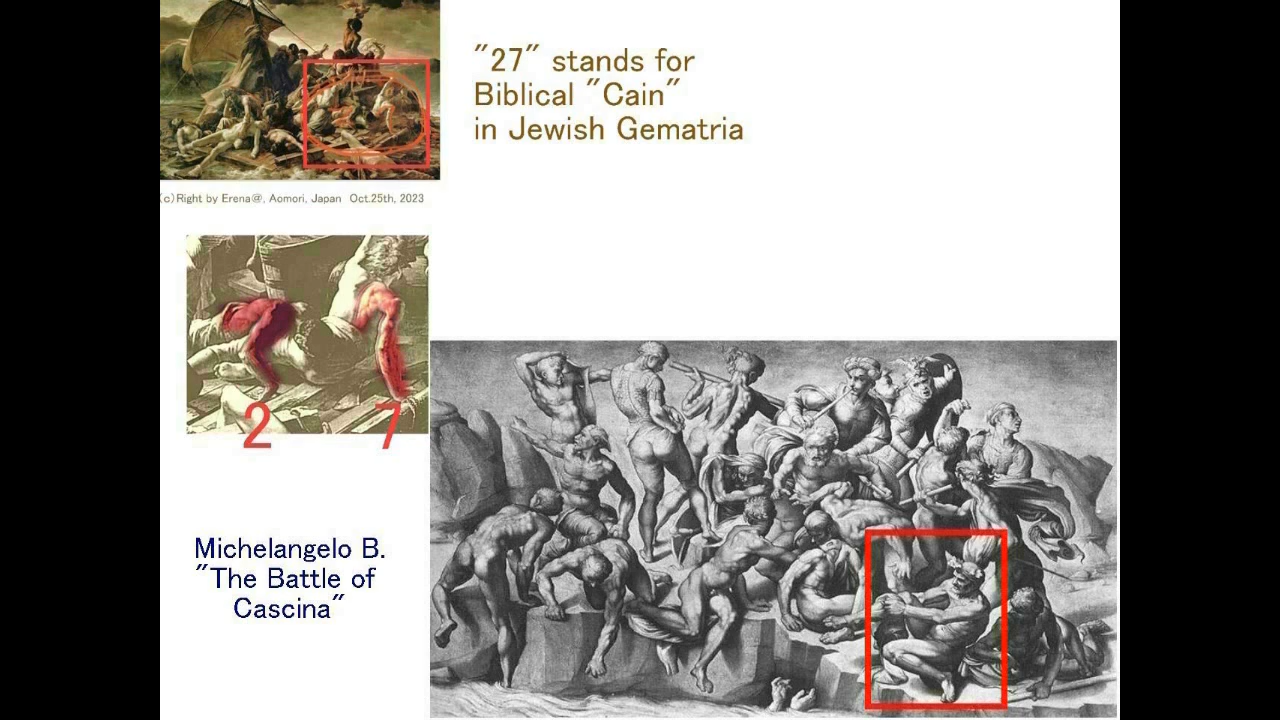 "27" stands for
Biblical "Cain"
in Jewish Gematria
(c)Right by Erena@, Aomori, Japan Oct.25th, 2023
2 7
Michelangelo B.
"The Battle of
Cascina"